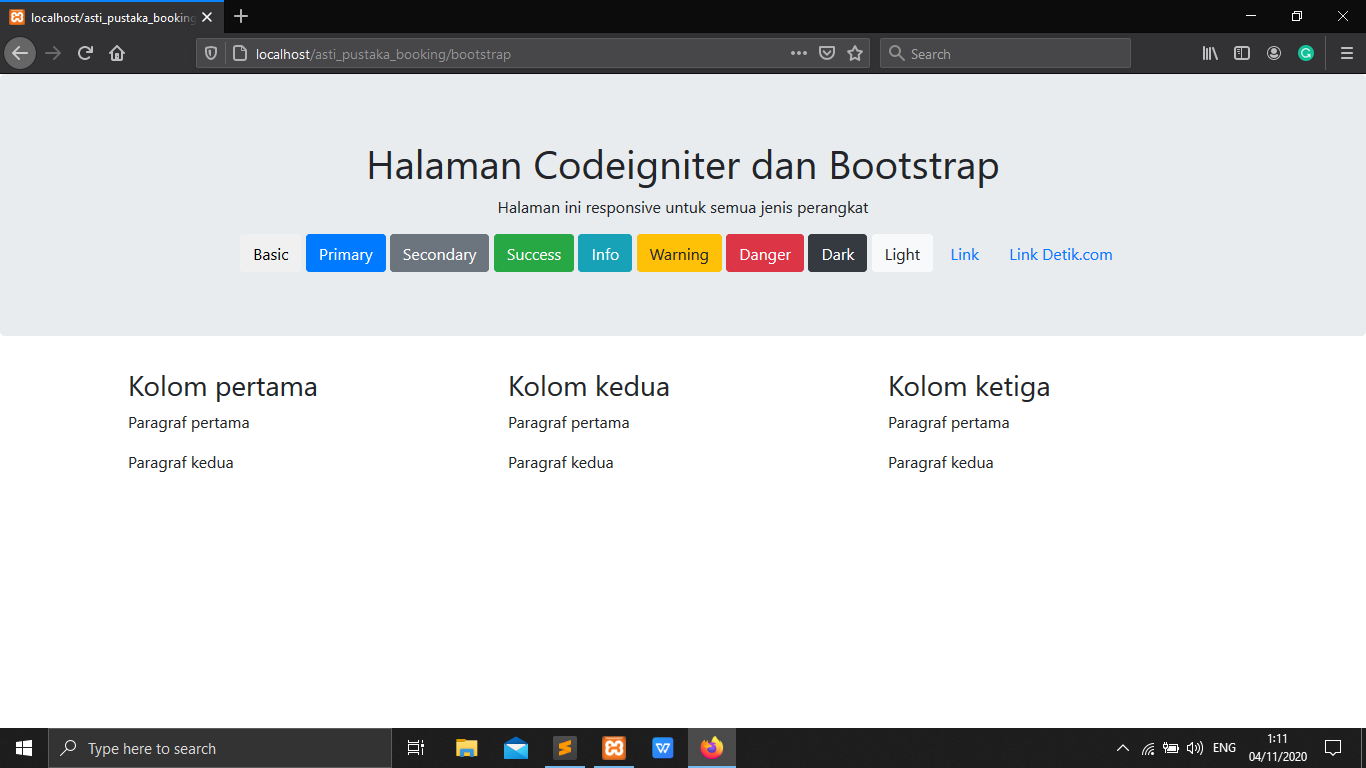 localhost/asti_pustaka_booking
localhost/asti_pustaka_booking/bootstrap
Search
Halaman Codeigniter dan Bootstrap
Halaman ini responsive untuk semua jenis perangkat
Basic Primary Secondary Success Info Warning Danger Dark Light Link Link Detik.com
Kolom pertama Kolom kedua Kolom ketiga
Paragraf pertama Paragraf pertama Paragraf pertama
Paragraf kedua Paragraf kedua Paragraf kedua
Type here to search
ENG
1:11
04/11/2020